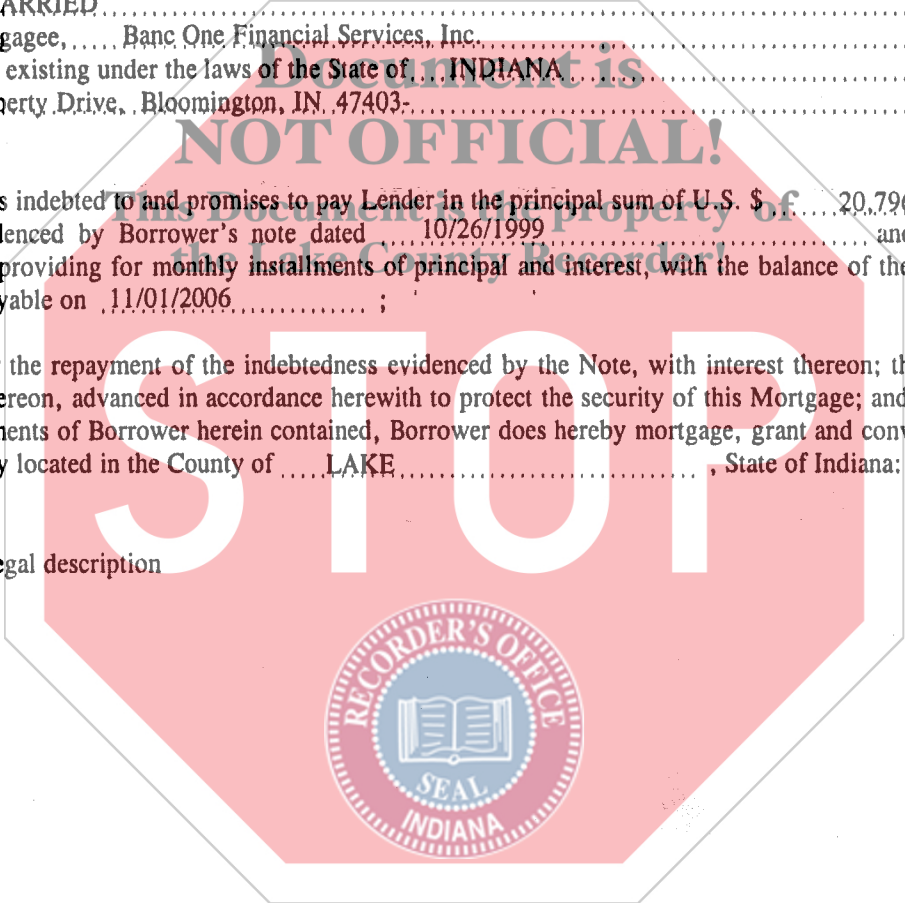 ARRIED
gagee, Banc One Financial Services, Inc.
existing under the laws of the State of INDIANA
perty Drive, Bloomington, IN 47403-
s indebted to and promises to pay Lender in the principal sum of U.S. $ 20,796
lenced by Borrower's note dated 10/26/1999 and
providing for monthly installments of principal and interest, with the balance of the
yable on 11/01/2006 ;
the repayment of the indebtedness evidenced by the Note, with interest thereon; th
ereon, advanced in accordance herewith to protect the security of this Mortgage; and
nents of Borrower herein contained, Borrower does hereby mortgage, grant and conv
y located in the County of LAKE , State of Indiana:
egal description
Document is
NOT OFFICIAL!
This Document is the property of
the Lake County Recorder!
STOP
RECORDER'S OFFICE
SEAL
INDIANA